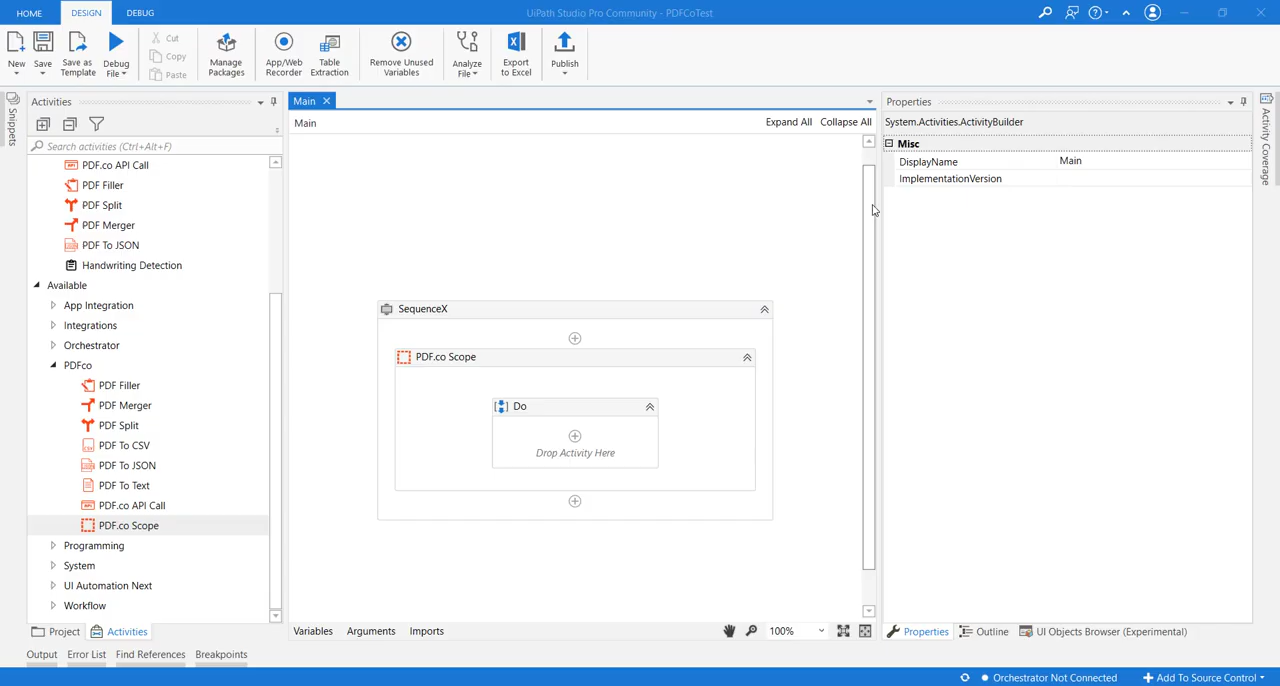 HOME DESIGN DEBUG UiPath Studio Pro Community - PDFCoTest
New Save Save as Template Debug File Cut Copy Paste Manage Packages App/Web Recorder Table Extraction Remove Unused Variables Analyze File Export to Excel Publish
Snippets
Activities
Search activities (Ctrl+Alt+F)
PDF.co API Call
PDF Filler
PDF Split
PDF Merger
PDF To JSON
Handwriting Detection
Available
App Integration
Integrations
Orchestrator
PDFco
PDF Filler
PDF Merger
PDF Split
PDF To CSV
PDF To JSON
PDF To Text
PDF.co API Call
PDF.co Scope
Programming
System
UI Automation Next
Workflow
Project Activities
Main
Main Expand All Collapse All
SequenceX
PDF.co Scope
Do
Drop Activity Here
Variables Arguments Imports 100%
Properties
System.Activities.ActivityBuilder
Misc
DisplayName Main
ImplementationVersion
Activity Coverage
Properties Outline UI Objects Browser (Experimental)
Output Error List Find References Breakpoints
Orchestrator Not Connected Add To Source Control